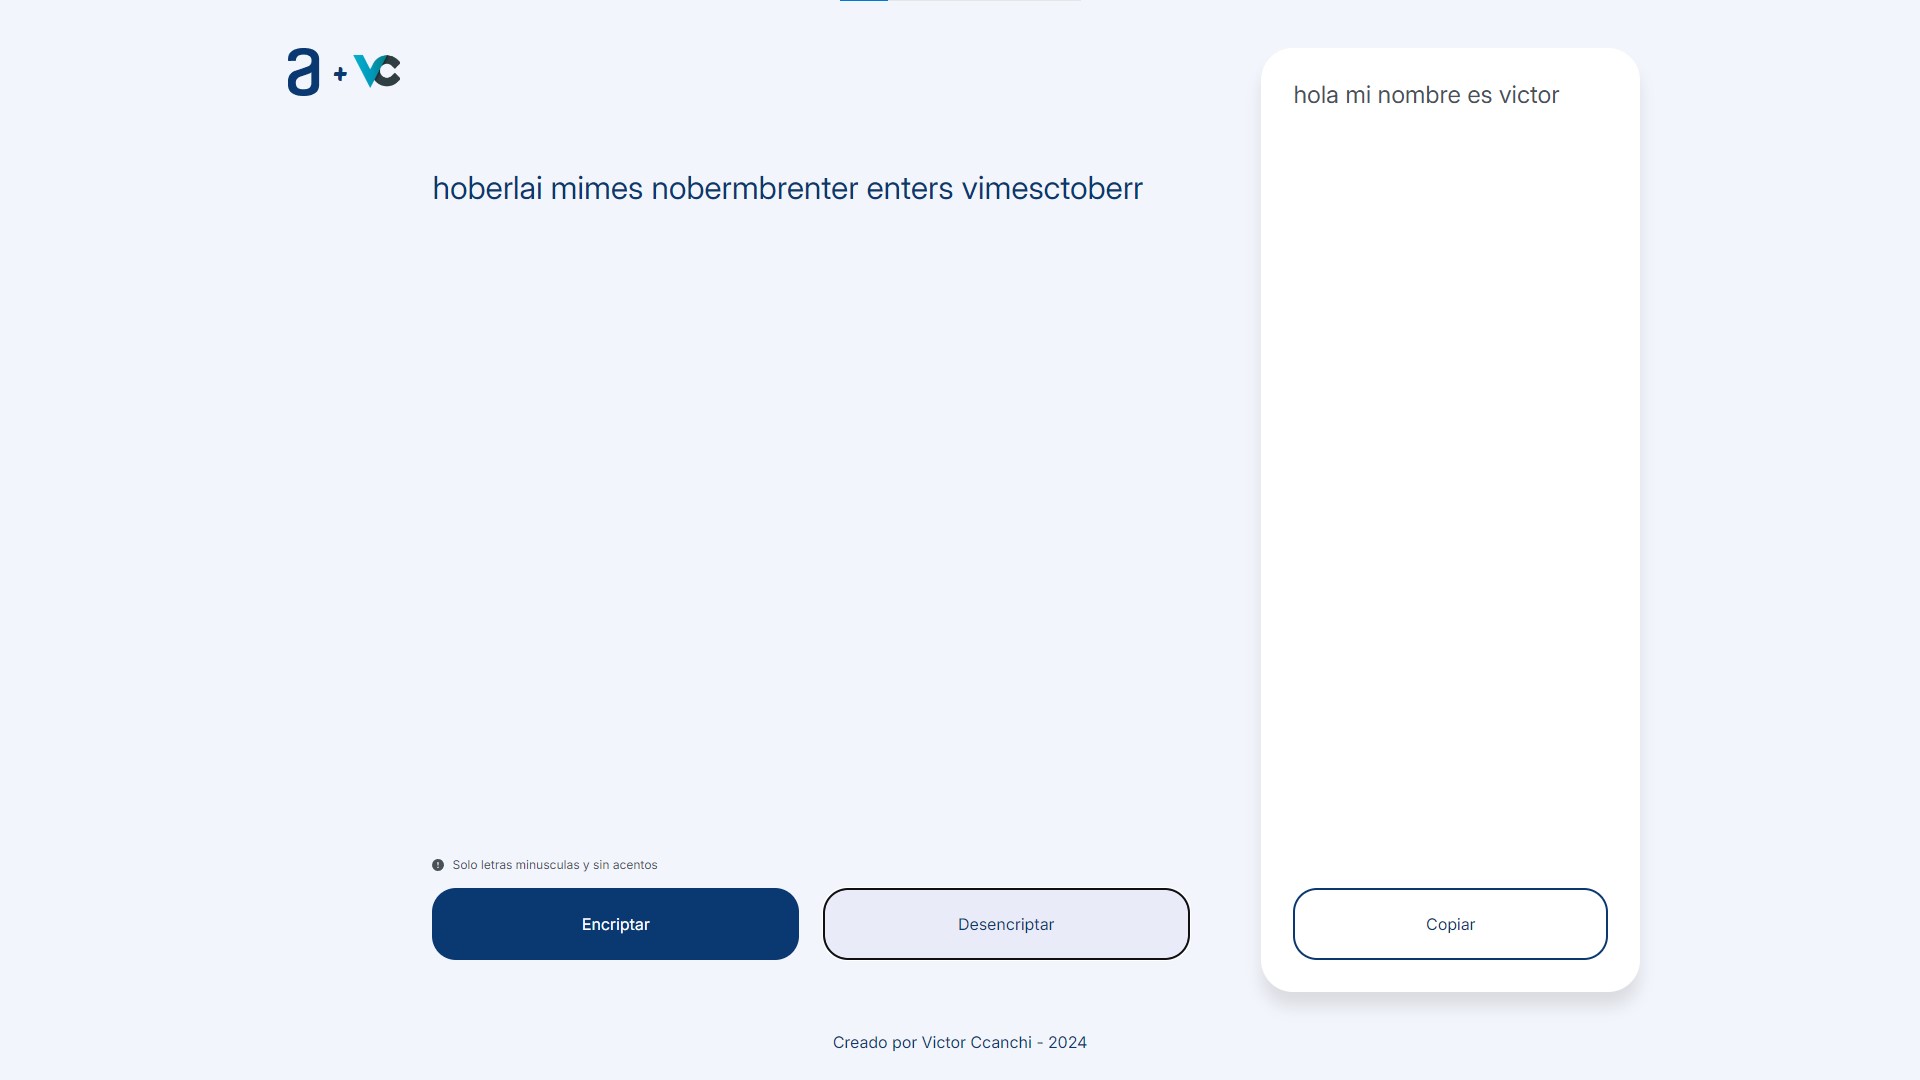 a + vc
hoberlai mimes nobermbrenter enters vimesctoberr
Solo letras minusculas y sin acentos
Encriptar
Desencriptar
hola mi nombre es victor
Copiar
Creado por Victor Ccanchi - 2024